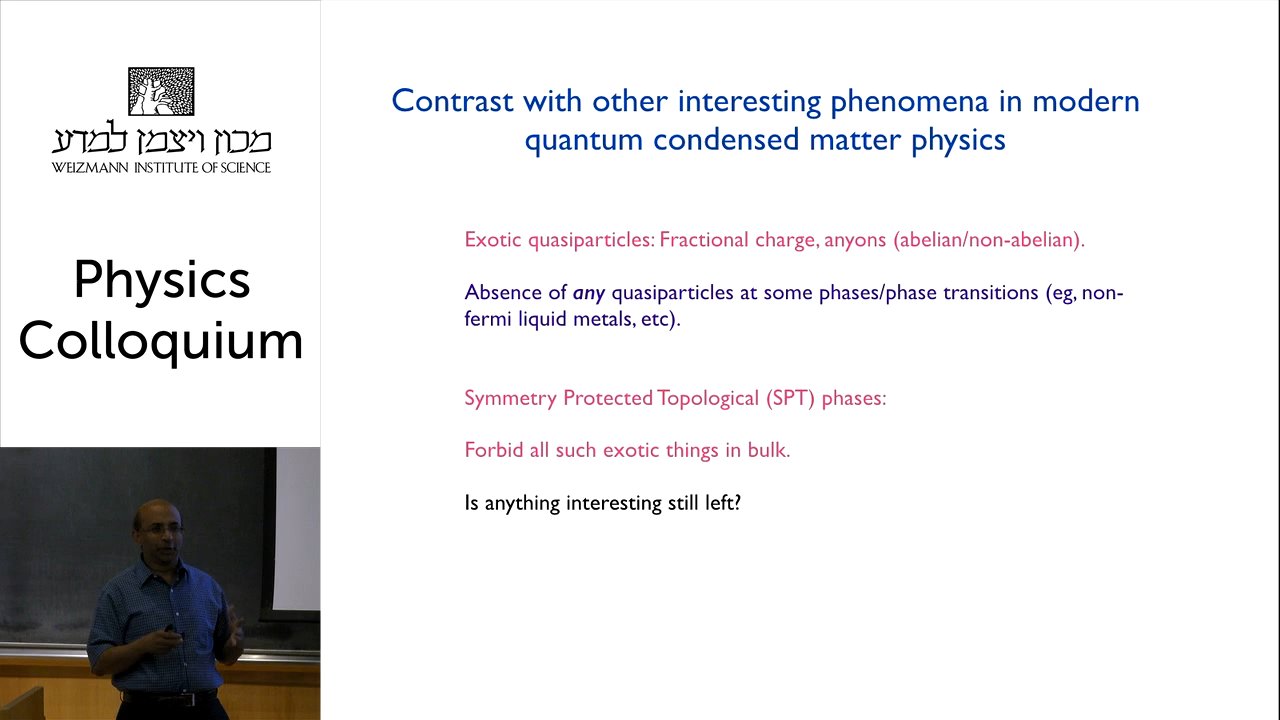 מכון ויצמן למדע
WEIZMANN INSTITUTE OF SCIENCE
Physics
Colloquium
Contrast with other interesting phenomena in modern
quantum condensed matter physics
Exotic quasiparticles: Fractional charge, anyons (abelian/non-abelian).
Absence of any quasiparticles at some phases/phase transitions (eg, non-
fermi liquid metals, etc).
Symmetry Protected Topological (SPT) phases:
Forbid all such exotic things in bulk.
Is anything interesting still left?